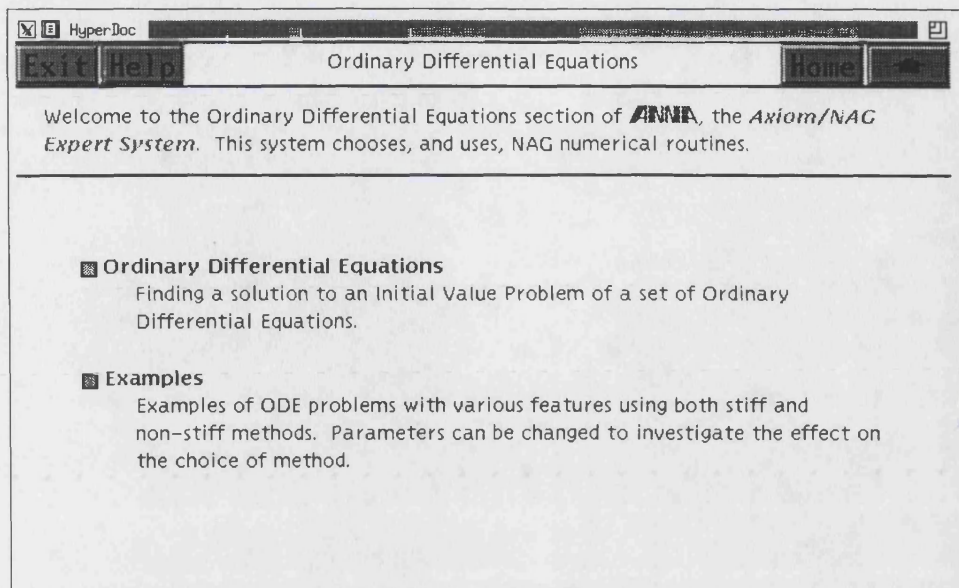 HyperDoc
Exit Help Ordinary Differential Equations Home
Welcome to the Ordinary Differential Equations section of ANNA, the Axiom/NAG
Expert System. This system chooses, and uses, NAG numerical routines.
Ordinary Differential Equations
Finding a solution to an Initial Value Problem of a set of Ordinary
Differential Equations.
Examples
Examples of ODE problems with various features using both stiff and
non-stiff methods. Parameters can be changed to investigate the effect on
the choice of method.